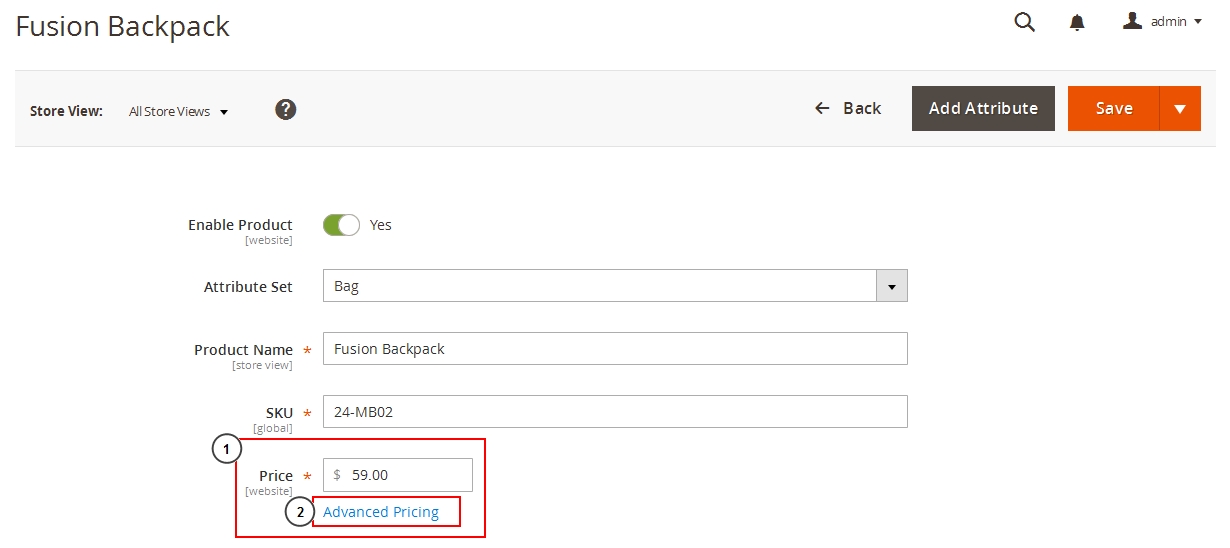 Fusion Backpack
admin
Store View: All Store Views ?
Back
Add Attribute
Save
Enable Product Yes
[website]
Attribute Set Bag
Product Name * Fusion Backpack
[store view]
SKU * 24-MB02
[global]
1
Price * $ 59.00
[website]
2 Advanced Pricing